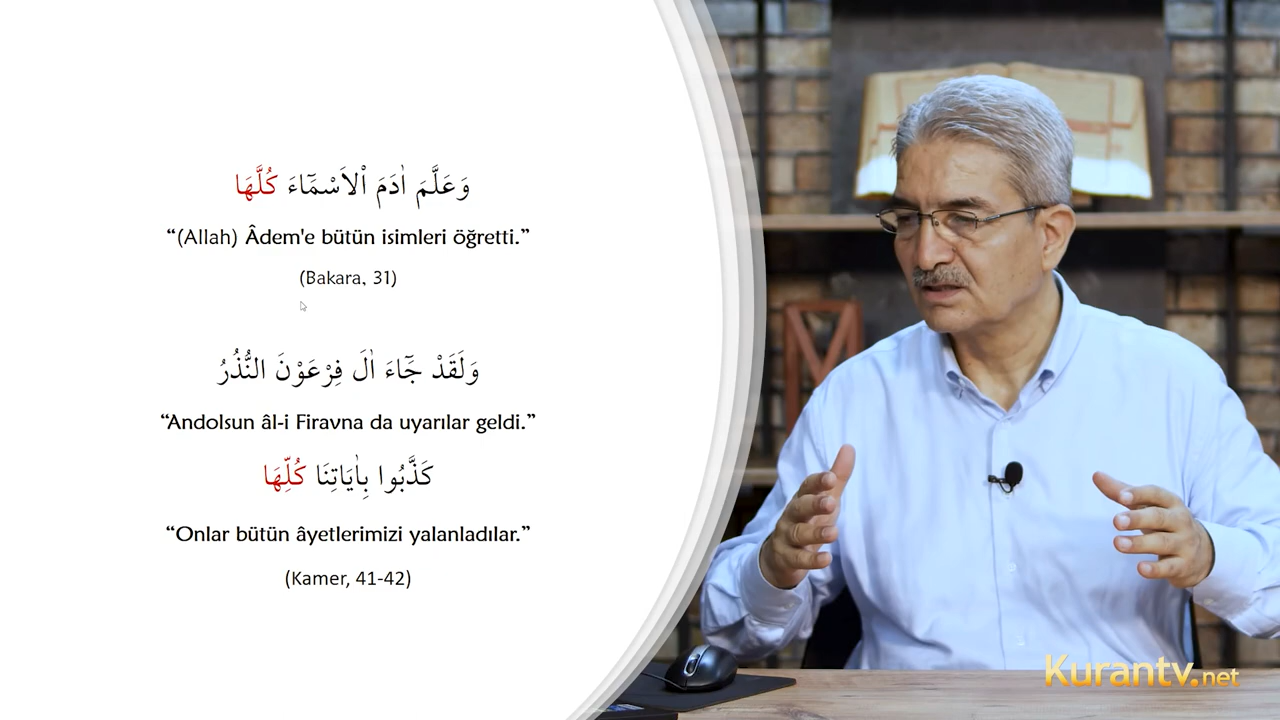 وَعَلَّمَ اٰدَمَ الْاَسْمَٓاءَ كُلَّهَا
“(Allah) Âdem'e bütün isimleri öğretti.”
(Bakara, 31)
وَلَقَدْ جَٓاءَ اٰلَ فِرْعَوْنَ النُّذُرُ
“Andolsun âl-i Firavna da uyarılar geldi.”
كَذَّبُوا بِاٰيَاتِنَا كُلِّهَا
“Onlar bütün âyetlerimizi yalanladılar.”
(Kamer, 41-42)
Kurantv.net